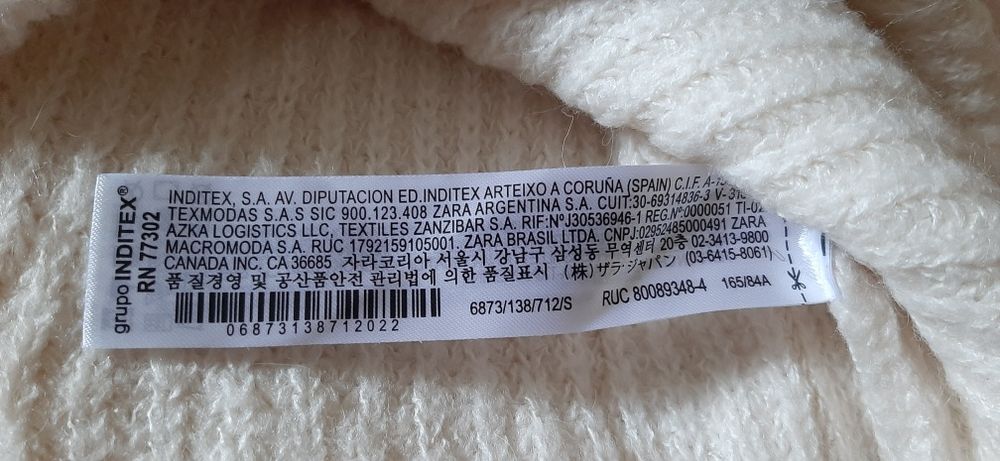 grupo INDITEX®
RN 77302
INDITEX, S.A. AV. DIPUTACION ED.INDITEX ARTEIXO A CORUÑA (SPAIN) C.I.F.
TEXMODAS S.A.S SIC 900.123.408 ZARA ARGENTINA S.A. CUIT:30-69314836-3
AZKA LOGISTICS LLC, TEXTILES ZANZIBAR S.A. RIF:NºJ30536946-1 REG.Nº:0000051
MACROMODA S.A. RUC 1792159105001. ZARA BRASIL LTDA. CNPJ:02952485000491 ZARA
CANADA INC. CA 36685 자라코리아 서울시 강남구 삼성동 무역센터 20층 02-3413-9800
품질경영 및 공산품안전 관리법에 의한 품질표시 (株) ザラ・ジャパン (03-6415-8061)
06873138712022
6873/138/712/S
RUC 80089348-4
165/84A